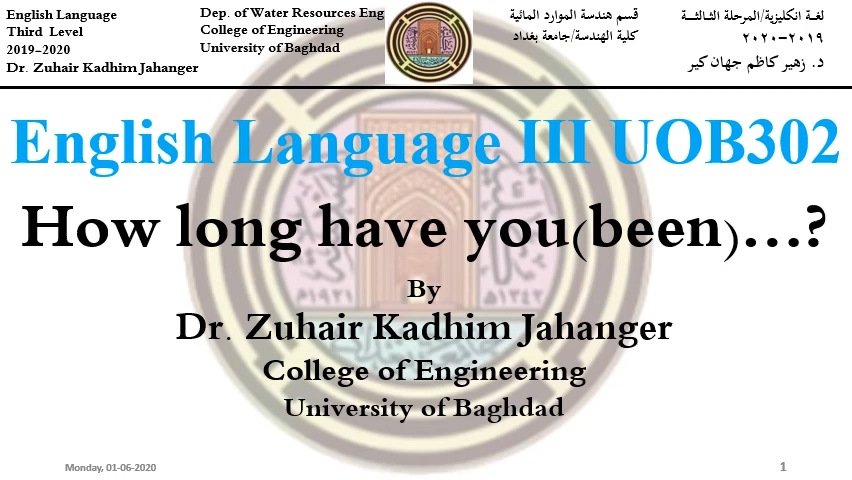 English Language
Third Level
2019-2020
Dr. Zuhair Kadhim Jahanger
Dep. of Water Resources Eng
College of Engineering
University of Baghdad
قسم هندسة الموارد المائية
كلية الهندسة/جامعة بغداد
لغة انكليزية/المرحلة الثالثة
٢٠١٩-٢٠٢٠
د. زهير كاظم جهان كير
English Language III UOB302
How long have you(been)...?
By
Dr. Zuhair Kadhim Jahanger
College of Engineering
University of Baghdad
Monday, 01-06-2020
1